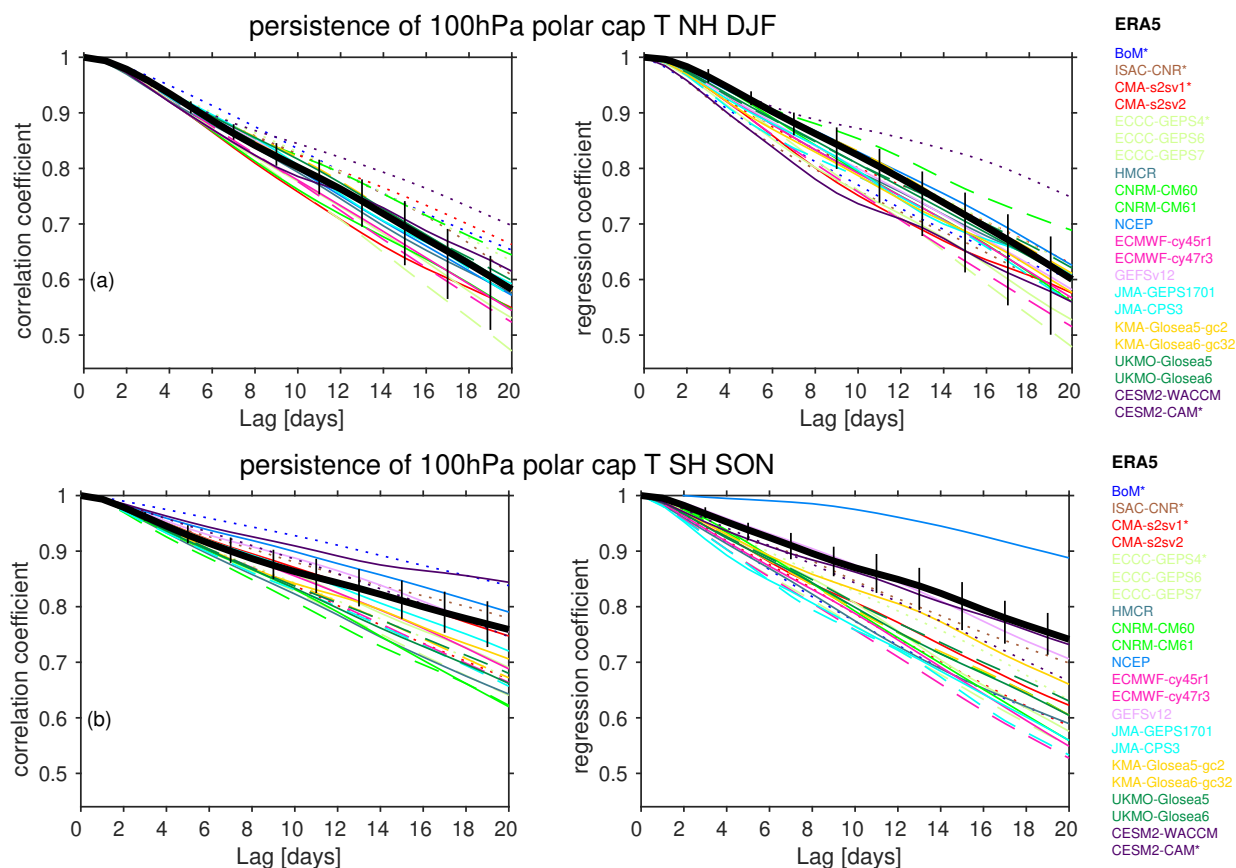 persistence of 100hPa polar cap T NH DJF
correlation coefficient
1
0.9
0.8
0.7
0.6
0.5
(a)
0 2 4 6 8 10 12 14 16 18 20
Lag [days]
regression coefficient
1
0.9
0.8
0.7
0.6
0.5
0 2 4 6 8 10 12 14 16 18 20
Lag [days]
ERA5
BoM*
ISAC-CNR*
CMA-s2sv1*
CMA-s2sv2
ECCC-GEPS4*
ECCC-GEPS6
ECCC-GEPS7
HMCR
CNRM-CM60
CNRM-CM61
NCEP
ECMWF-cy45r1
ECMWF-cy47r3
GEFSv12
JMA-GEPS1701
JMA-CPS3
KMA-Glosea5-gc2
KMA-Glosea6-gc32
UKMO-Glosea5
UKMO-Glosea6
CESM2-WACCM
CESM2-CAM*
persistence of 100hPa polar cap T SH SON
correlation coefficient
1
0.9
0.8
0.7
0.6
0.5
(b)
0 2 4 6 8 10 12 14 16 18 20
Lag [days]
regression coefficient
1
0.9
0.8
0.7
0.6
0.5
0 2 4 6 8 10 12 14 16 18 20
Lag [days]
ERA5
BoM*
ISAC-CNR*
CMA-s2sv1*
CMA-s2sv2
ECCC-GEPS4*
ECCC-GEPS6
ECCC-GEPS7
HMCR
CNRM-CM60
CNRM-CM61
NCEP
ECMWF-cy45r1
ECMWF-cy47r3
GEFSv12
JMA-GEPS1701
JMA-CPS3
KMA-Glosea5-gc2
KMA-Glosea6-gc32
UKMO-Glosea5
UKMO-Glosea6
CESM2-WACCM
CESM2-CAM*